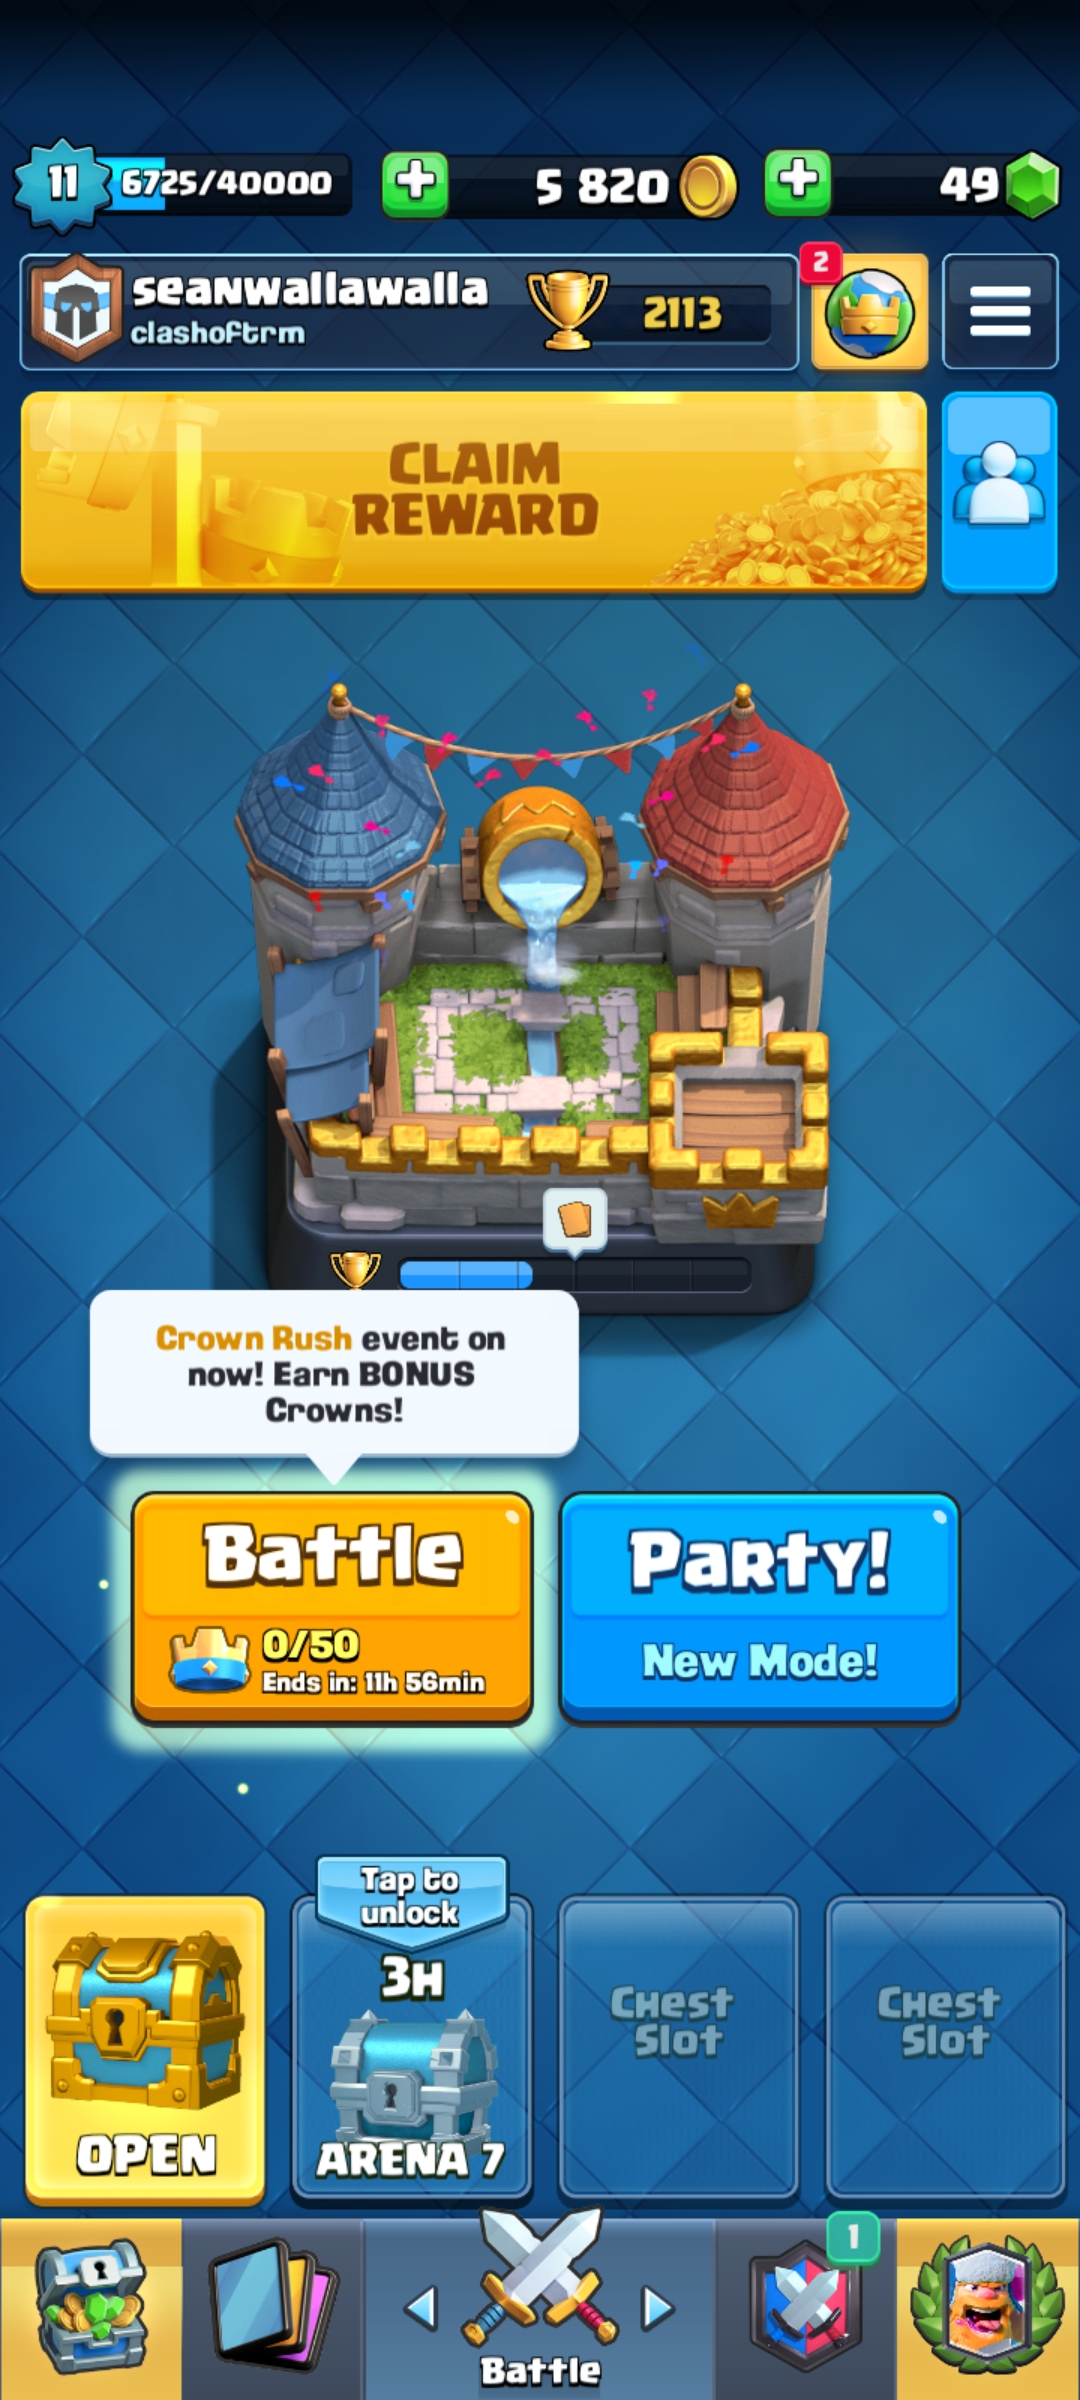 11
6725/40000
5 820
49
seanwallawalla
clashoftrm
2113
2
CLAIM
REWARD
Crown Rush event on
now! Earn BONUS
Crowns!
Battle
0/50
Ends in: 11h 56min
Party!
New Mode!
OPEN
Tap to
unlock
3H
ARENA 7
Chest
Slot
Chest
Slot
1
Battle